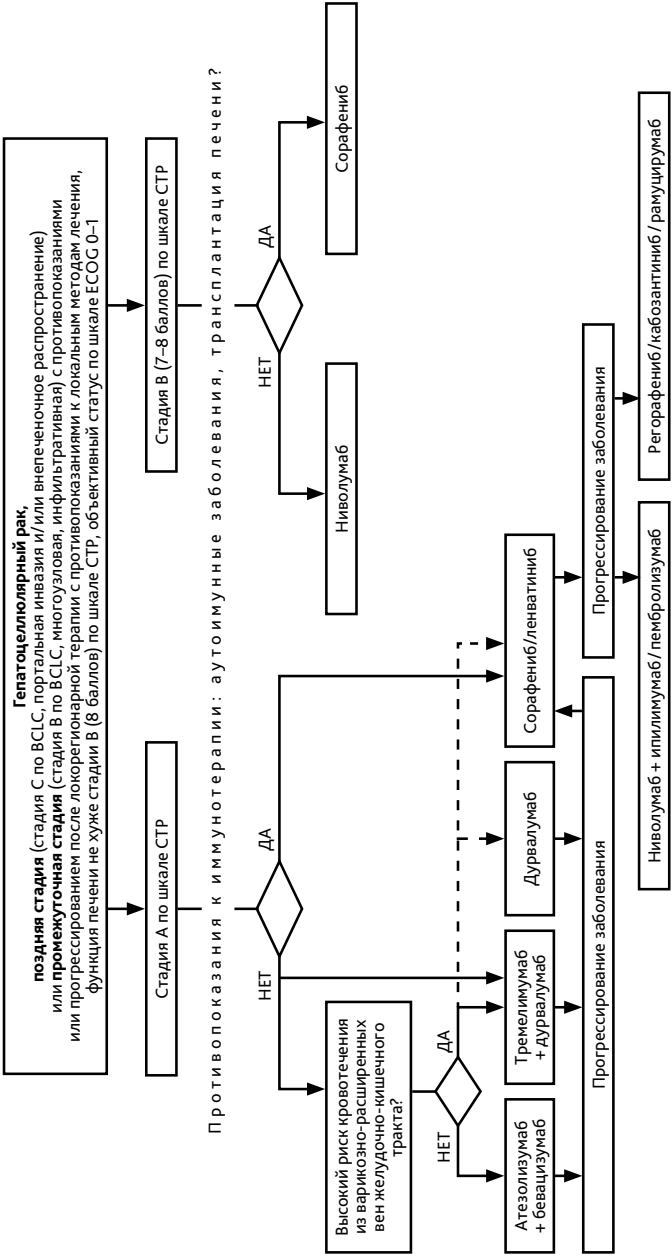 Гепатоцеллюлярный рак,
поздняя стадия (стадия C по BCLC, портальная инвазия и/или внепеченочное распространение)
или промежуточная стадия (стадия B по BCLC, многоузловая, инфильтративная) с противопоказаниями
или прогрессированием после локорегионарной терапии с противопоказаниями к локальным методам лечения,
функция печени не хуже стадии B (8 баллов) по шкале CTP, объективный статус по шкале ECOG 0–1
Стадия A по шкале CTP
Стадия B (7–8 баллов) по шкале CTP
Противопоказания к иммунотерапии: аутоимунные заболевания, трансплантация печени?
НЕТ
ДА
НЕТ
ДА
Высокий риск кровотечения
из варикозно-расширенных
вен желудочно-кишечного
тракта?
Ниволумаб
Сорафениб
НЕТ
ДА
Атезолизумаб
+ бевацизумаб
Тремелимумаб
+ дурвалумаб
Дурвалумаб
Сорафениб/ленватиниб
Прогрессирование заболевания
Прогрессирование заболевания
Ниволумаб + ипилимумаб/пембролизумаб
Регорафениб/кабозантиниб/рамуцирумаб